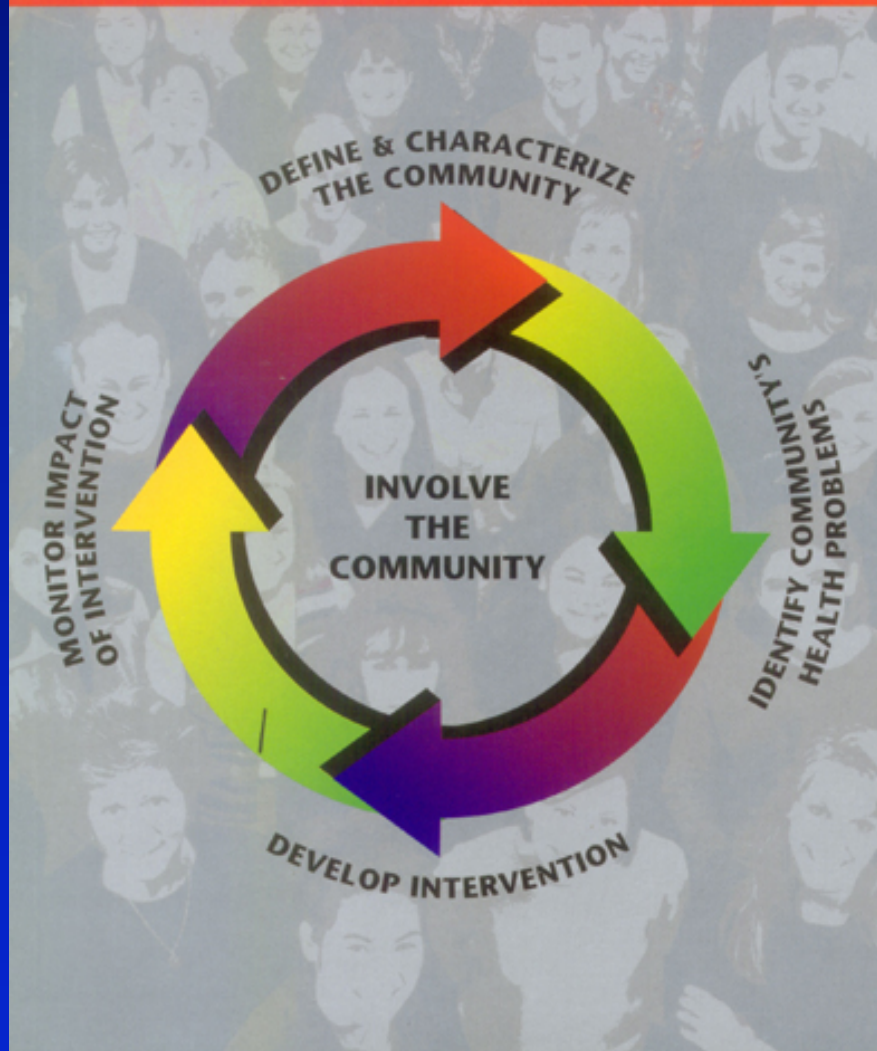 DEFINE & CHARACTERIZE
THE COMMUNITY
IDENTIFY COMMUNITY'S
HEALTH PROBLEMS
DEVELOP INTERVENTION
MONITOR IMPACT
OF INTERVENTION
INVOLVE
THE
COMMUNITY